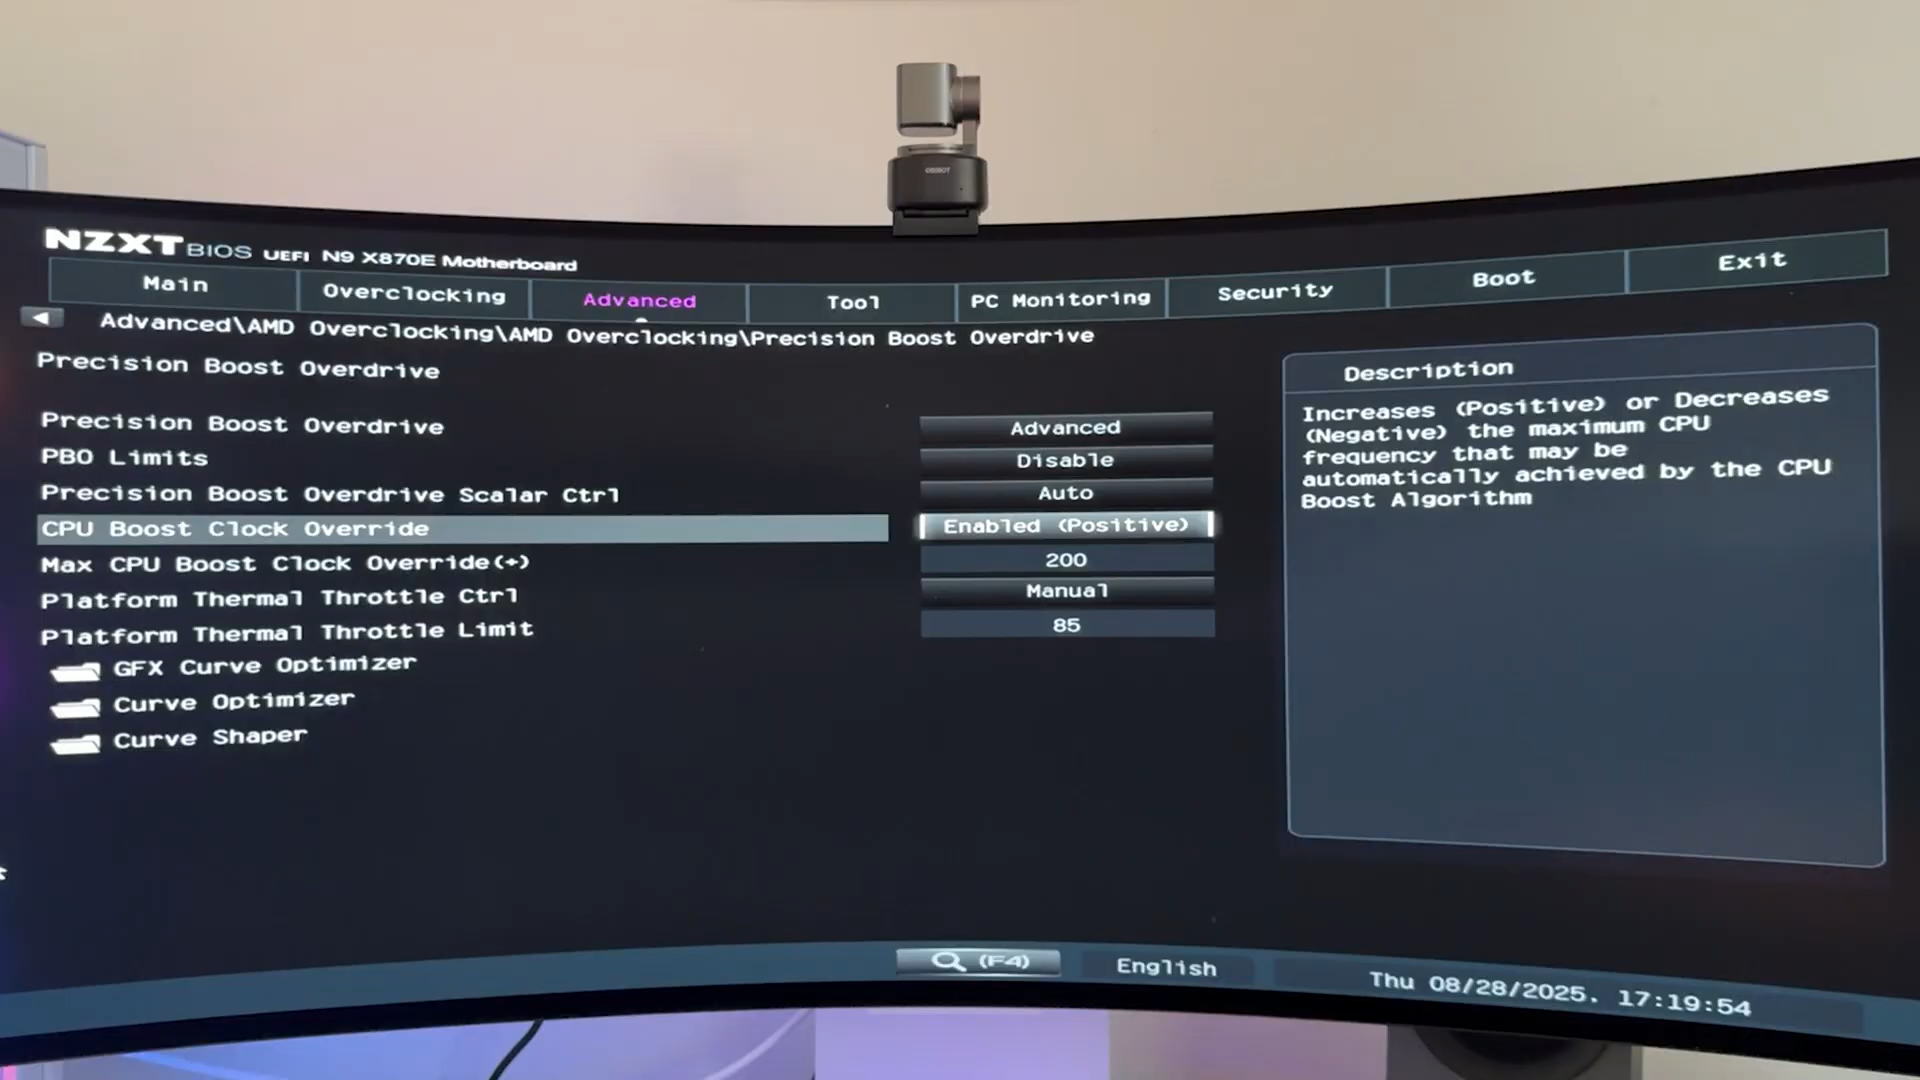 OBSBOT
NZXT BIOS UEFI N9 X870E Motherboard
Main Overclocking Advanced Tool PC Monitoring Security Boot Exit
Advanced\AMD Overclocking\AMD Overclocking\Precision Boost Overdrive
Precision Boost Overdrive
Precision Boost Overdrive Advanced
PBO Limits Disable
Precision Boost Overdrive Scalar Ctrl Auto
CPU Boost Clock Override Enabled (Positive)
Max CPU Boost Clock Override(+) 200
Platform Thermal Throttle Ctrl Manual
Platform Thermal Throttle Limit 85
GFX Curve Optimizer
Curve Optimizer
Curve Shaper
Description
Increases (Positive) or Decreases
(Negative) the maximum CPU
frequency that may be
automatically achieved by the CPU
Boost Algorithm
(F4) English Thu 08/28/2025. 17:19:54